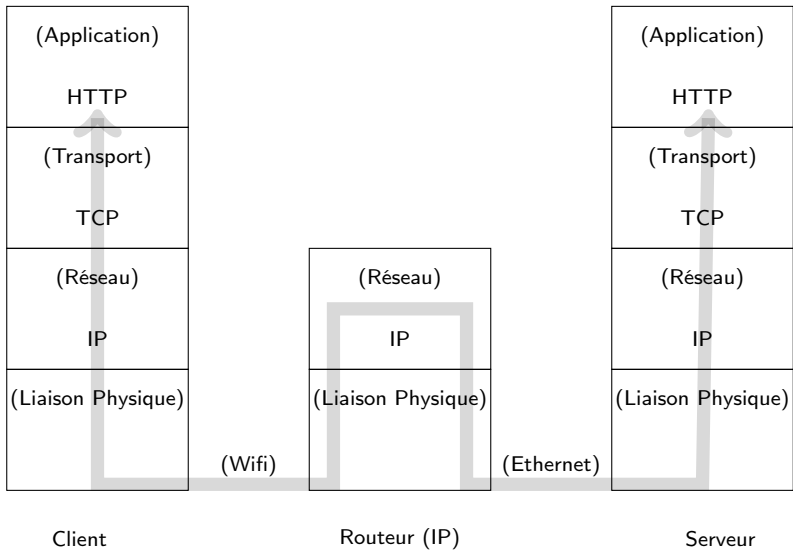 (Application)
HTTP
(Transport)
TCP
(Réseau)
IP
(Liaison Physique)
Client
(Wifi)
(Réseau)
IP
(Liaison Physique)
Routeur (IP)
(Ethernet)
(Application)
HTTP
(Transport)
TCP
(Réseau)
IP
(Liaison Physique)
Serveur